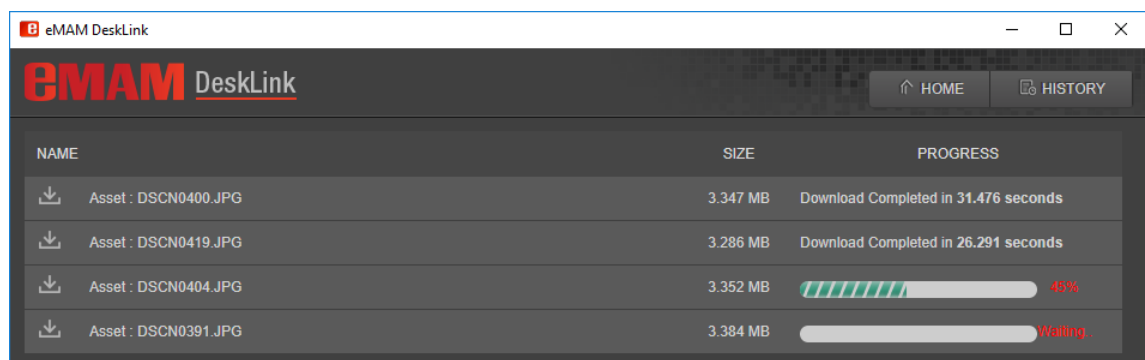 eMAM DeskLink
eMAM DeskLink
HOME HISTORY
NAME SIZE PROGRESS
Asset : DSCN0400.JPG 3.347 MB Download Completed in 31.476 seconds
Asset : DSCN0419.JPG 3.286 MB Download Completed in 26.291 seconds
Asset : DSCN0404.JPG 3.352 MB 45%
Asset : DSCN0391.JPG 3.384 MB Waiting